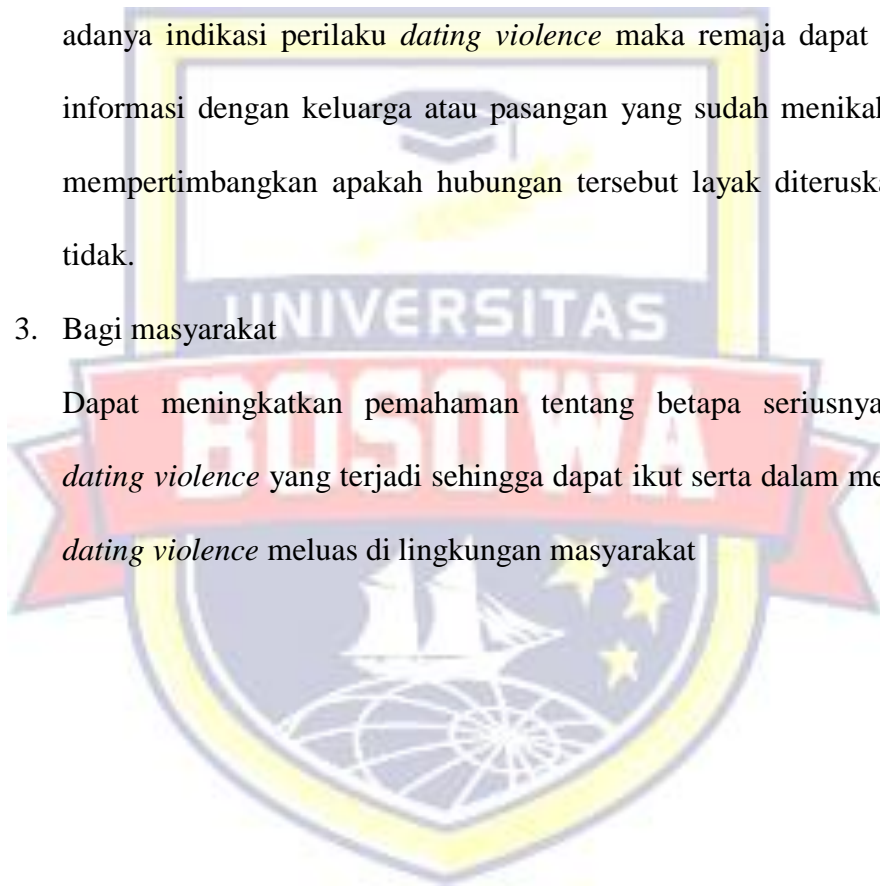 adanya indikasi perilaku dating violence maka remaja dapat
informasi dengan keluarga atau pasangan yang sudah menikah
mempertimbangkan apakah hubungan tersebut layak diteruska
tidak.
UNIVERSITAS
3. Bagi masyarakat
BOSOWA
Dapat meningkatkan pemahaman tentang betapa seriusnya
dating violence yang terjadi sehingga dapat ikut serta dalam me
dating violence meluas di lingkungan masyarakat